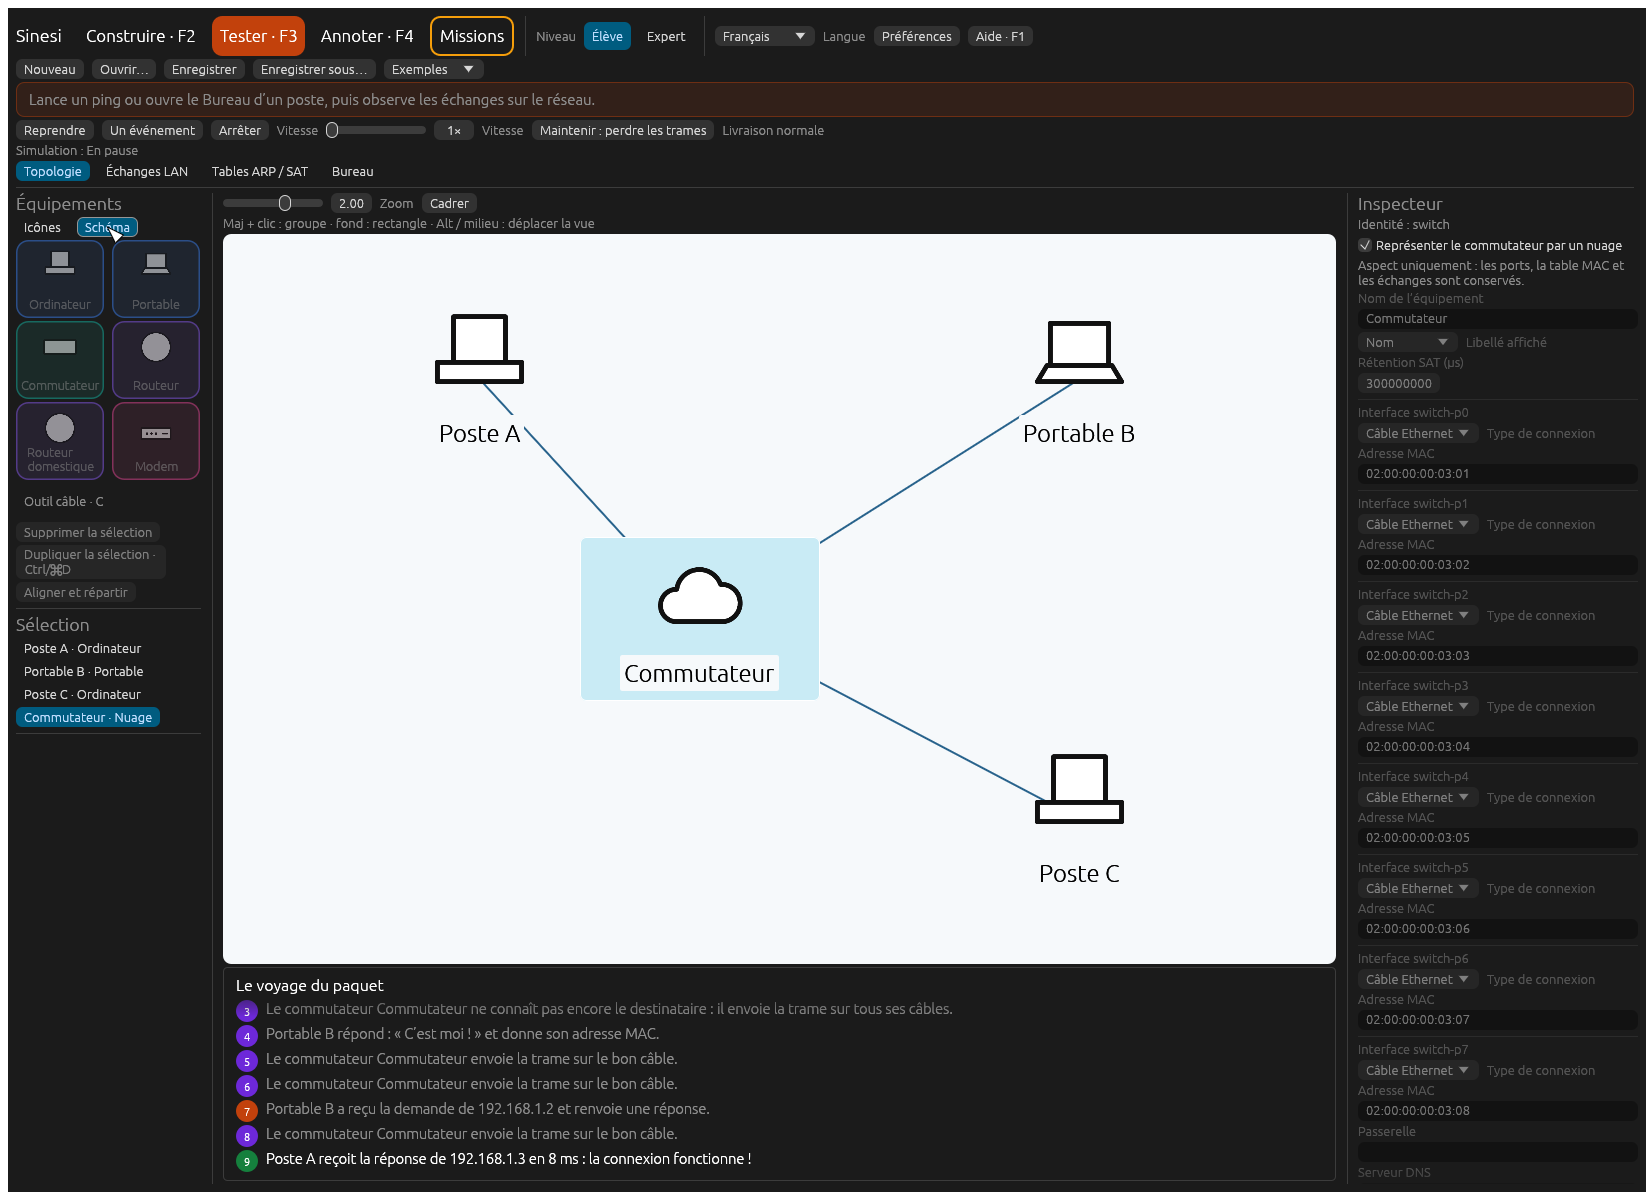 Sinesi Construire · F2 Tester · F3 Annoter · F4 Missions Niveau Élève Expert Français Langue Préférences Aide · F1
Nouveau Ouvrir… Enregistrer Enregistrer sous… Exemples
Lance un ping ou ouvre le Bureau d’un poste, puis observe les échanges sur le réseau.
Reprendre Un événement Arrêter Vitesse 1× Vitesse Maintenir : perdre les trames Livraison normale
Simulation : En pause
Topologie Échanges LAN Tables ARP / SAT Bureau
Équipements
Icônes Schéma
Ordinateur Portable
Commutateur Routeur
Routeur domestique Modem
Outil câble · C
Supprimer la sélection
Dupliquer la sélection ·
Ctrl/⌘D
Aligner et répartir
Sélection
Poste A · Ordinateur
Portable B · Portable
Poste C · Ordinateur
Commutateur · Nuage
2.00 Zoom Cadrer
Maj + clic : groupe · fond : rectangle · Alt / milieu : déplacer la vue
Poste A
Portable B
Commutateur
Poste C
Le voyage du paquet
3 Le commutateur Commutateur ne connaît pas encore le destinataire : il envoie la trame sur tous ses câbles.
4 Portable B répond : « C’est moi ! » et donne son adresse MAC.
5 Le commutateur Commutateur envoie la trame sur le bon câble.
6 Le commutateur Commutateur envoie la trame sur le bon câble.
7 Portable B a reçu la demande de 192.168.1.2 et renvoie une réponse.
8 Le commutateur Commutateur envoie la trame sur le bon câble.
9 Poste A reçoit la réponse de 192.168.1.3 en 8 ms : la connexion fonctionne !
Inspecteur
Identité : switch
Représenter le commutateur par un nuage
Aspect uniquement : les ports, la table MAC et
les échanges sont conservés.
Nom de l’équipement
Commutateur
Nom Libellé affiché
Rétention SAT (µs)
300000000
Interface switch-p0
Câble Ethernet Type de connexion
Adresse MAC
02:00:00:00:03:01
Interface switch-p1
Câble Ethernet Type de connexion
Adresse MAC
02:00:00:00:03:02
Interface switch-p2
Câble Ethernet Type de connexion
Adresse MAC
02:00:00:00:03:03
Interface switch-p3
Câble Ethernet Type de connexion
Adresse MAC
02:00:00:00:03:04
Interface switch-p4
Câble Ethernet Type de connexion
Adresse MAC
02:00:00:00:03:05
Interface switch-p5
Câble Ethernet Type de connexion
Adresse MAC
02:00:00:00:03:06
Interface switch-p6
Câble Ethernet Type de connexion
Adresse MAC
02:00:00:00:03:07
Interface switch-p7
Câble Ethernet Type de connexion
Adresse MAC
02:00:00:00:03:08
Passerelle
Serveur DNS